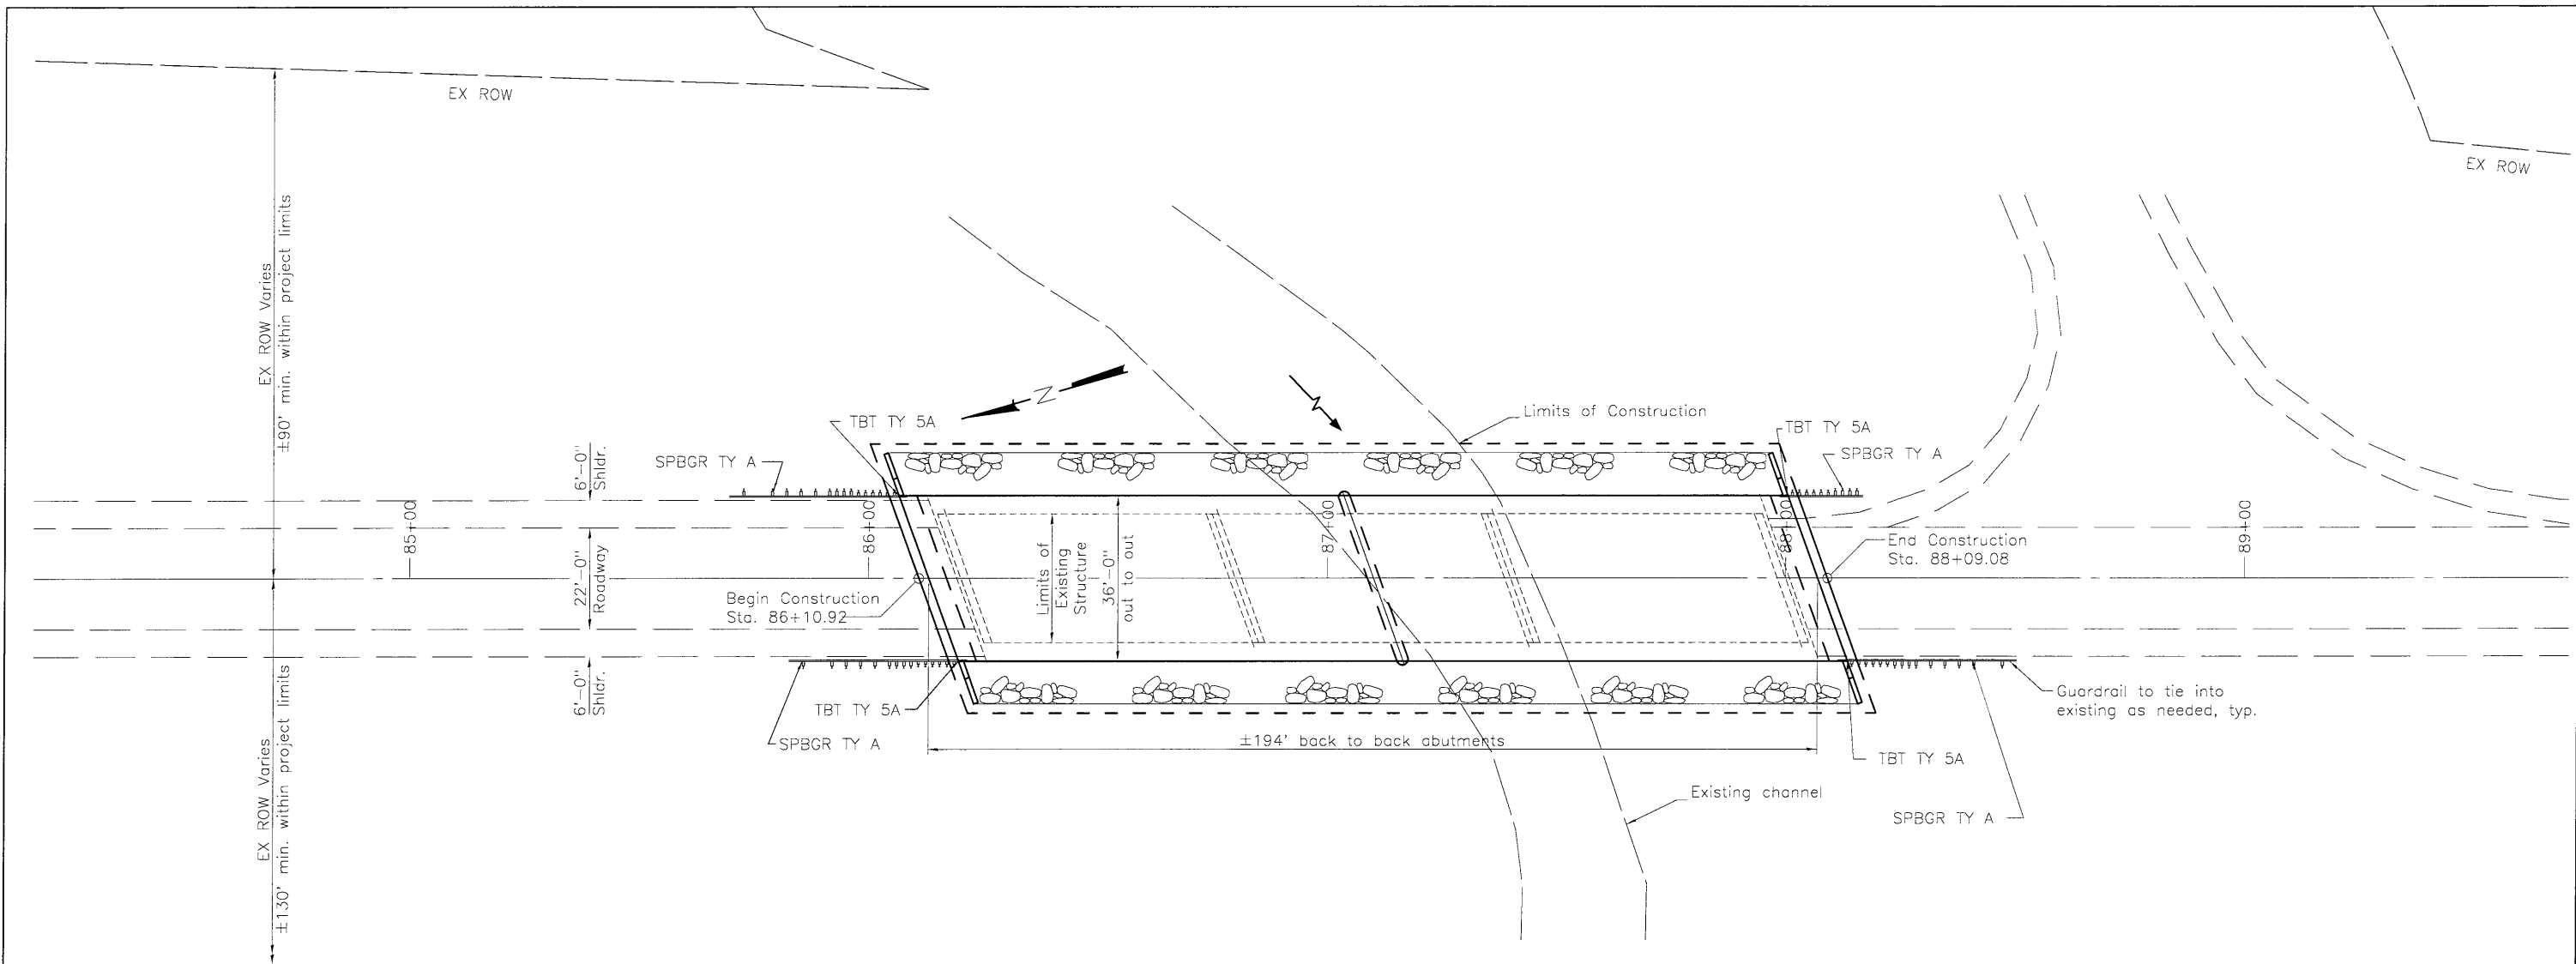 EX ROW
EX ROW
EX ROW Varies
±90' min. within project limits
Limits of Construction
TBT TY 5A
TBT TY 5A
SPBGR TY A
SPBGR TY A
6'-0"
Shldr.
85+00
86+00
87+00
88+00
89+00
N
22'-0"
Roadway
Limits of
Existing
Structure
36'-0"
out to out
End Construction
Sta. 88+09.08
Begin Construction
Sta. 86+10.92
6'-0"
Shldr.
Guardrail to tie into
existing as needed, typ.
TBT TY 5A
SPBGR TY A
±194' back to back abutments
TBT TY 5A
EX ROW Varies
±130' min. within project limits
Existing channel
SPBGR TY A